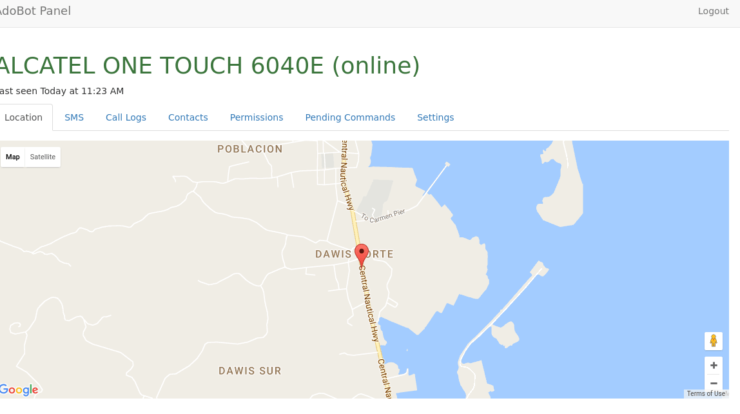 AdoBot Panel
Logout
ALCATEL ONE TOUCH 6040E (online)
ast seen Today at 11:23 AM
Location SMS Call Logs Contacts Permissions Pending Commands Settings
Map Satellite
POBLACION
entral Nautical Hwy
To Carmen Pier
DAWIS ORTE
Central Nautical Hwy
DAWIS SUR
Central Na
Google
Terms of Use